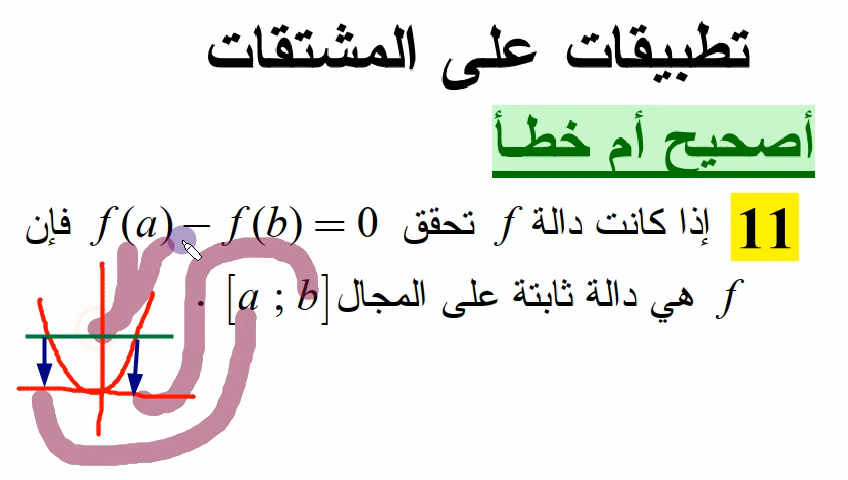 تطبيقات على المشتقات
أصحيح أم خطأ
11 إذا كانت دالة f تحقق f(a) − f(b) = 0 فإن
f هي دالة ثابتة على المجال [a ; b] .